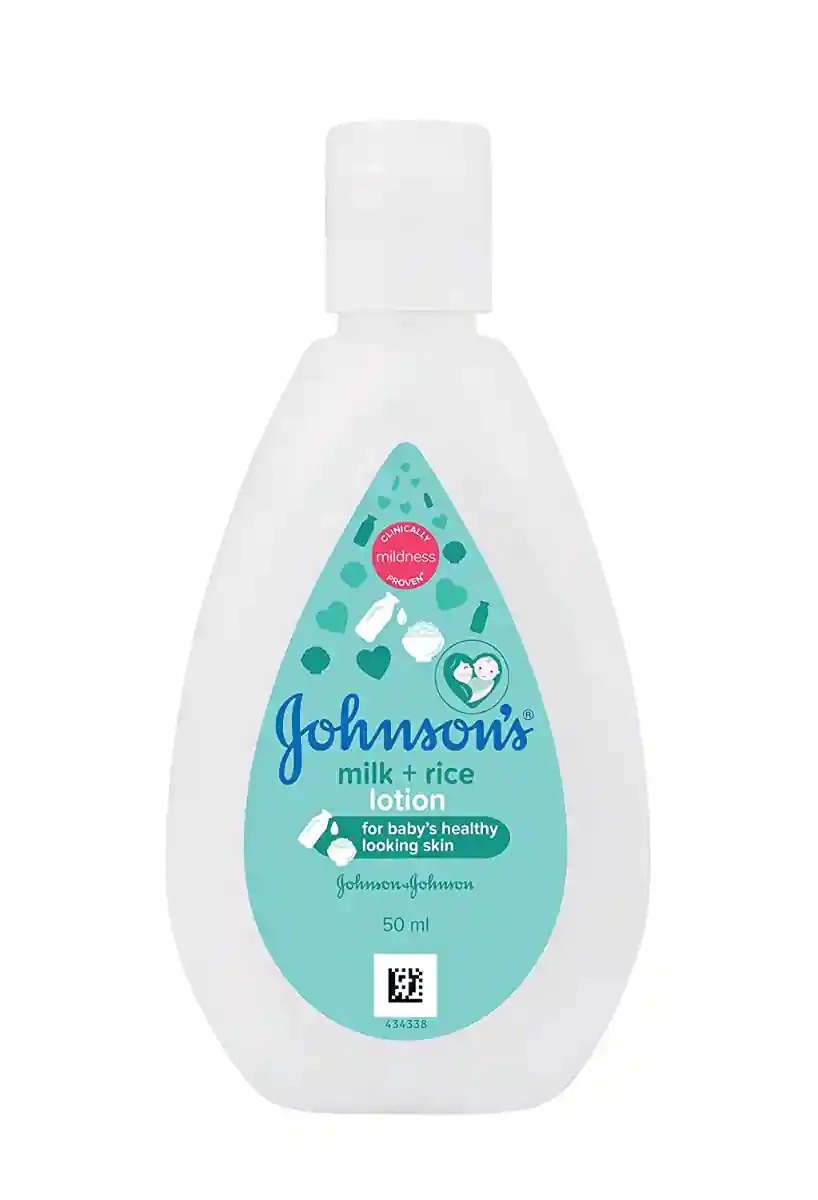 CLINICALLY
mildness
PROVEN*
Johnson's®
milk + rice
lotion
for baby's healthy
looking skin
Johnson+Johnson
50 ml
434338